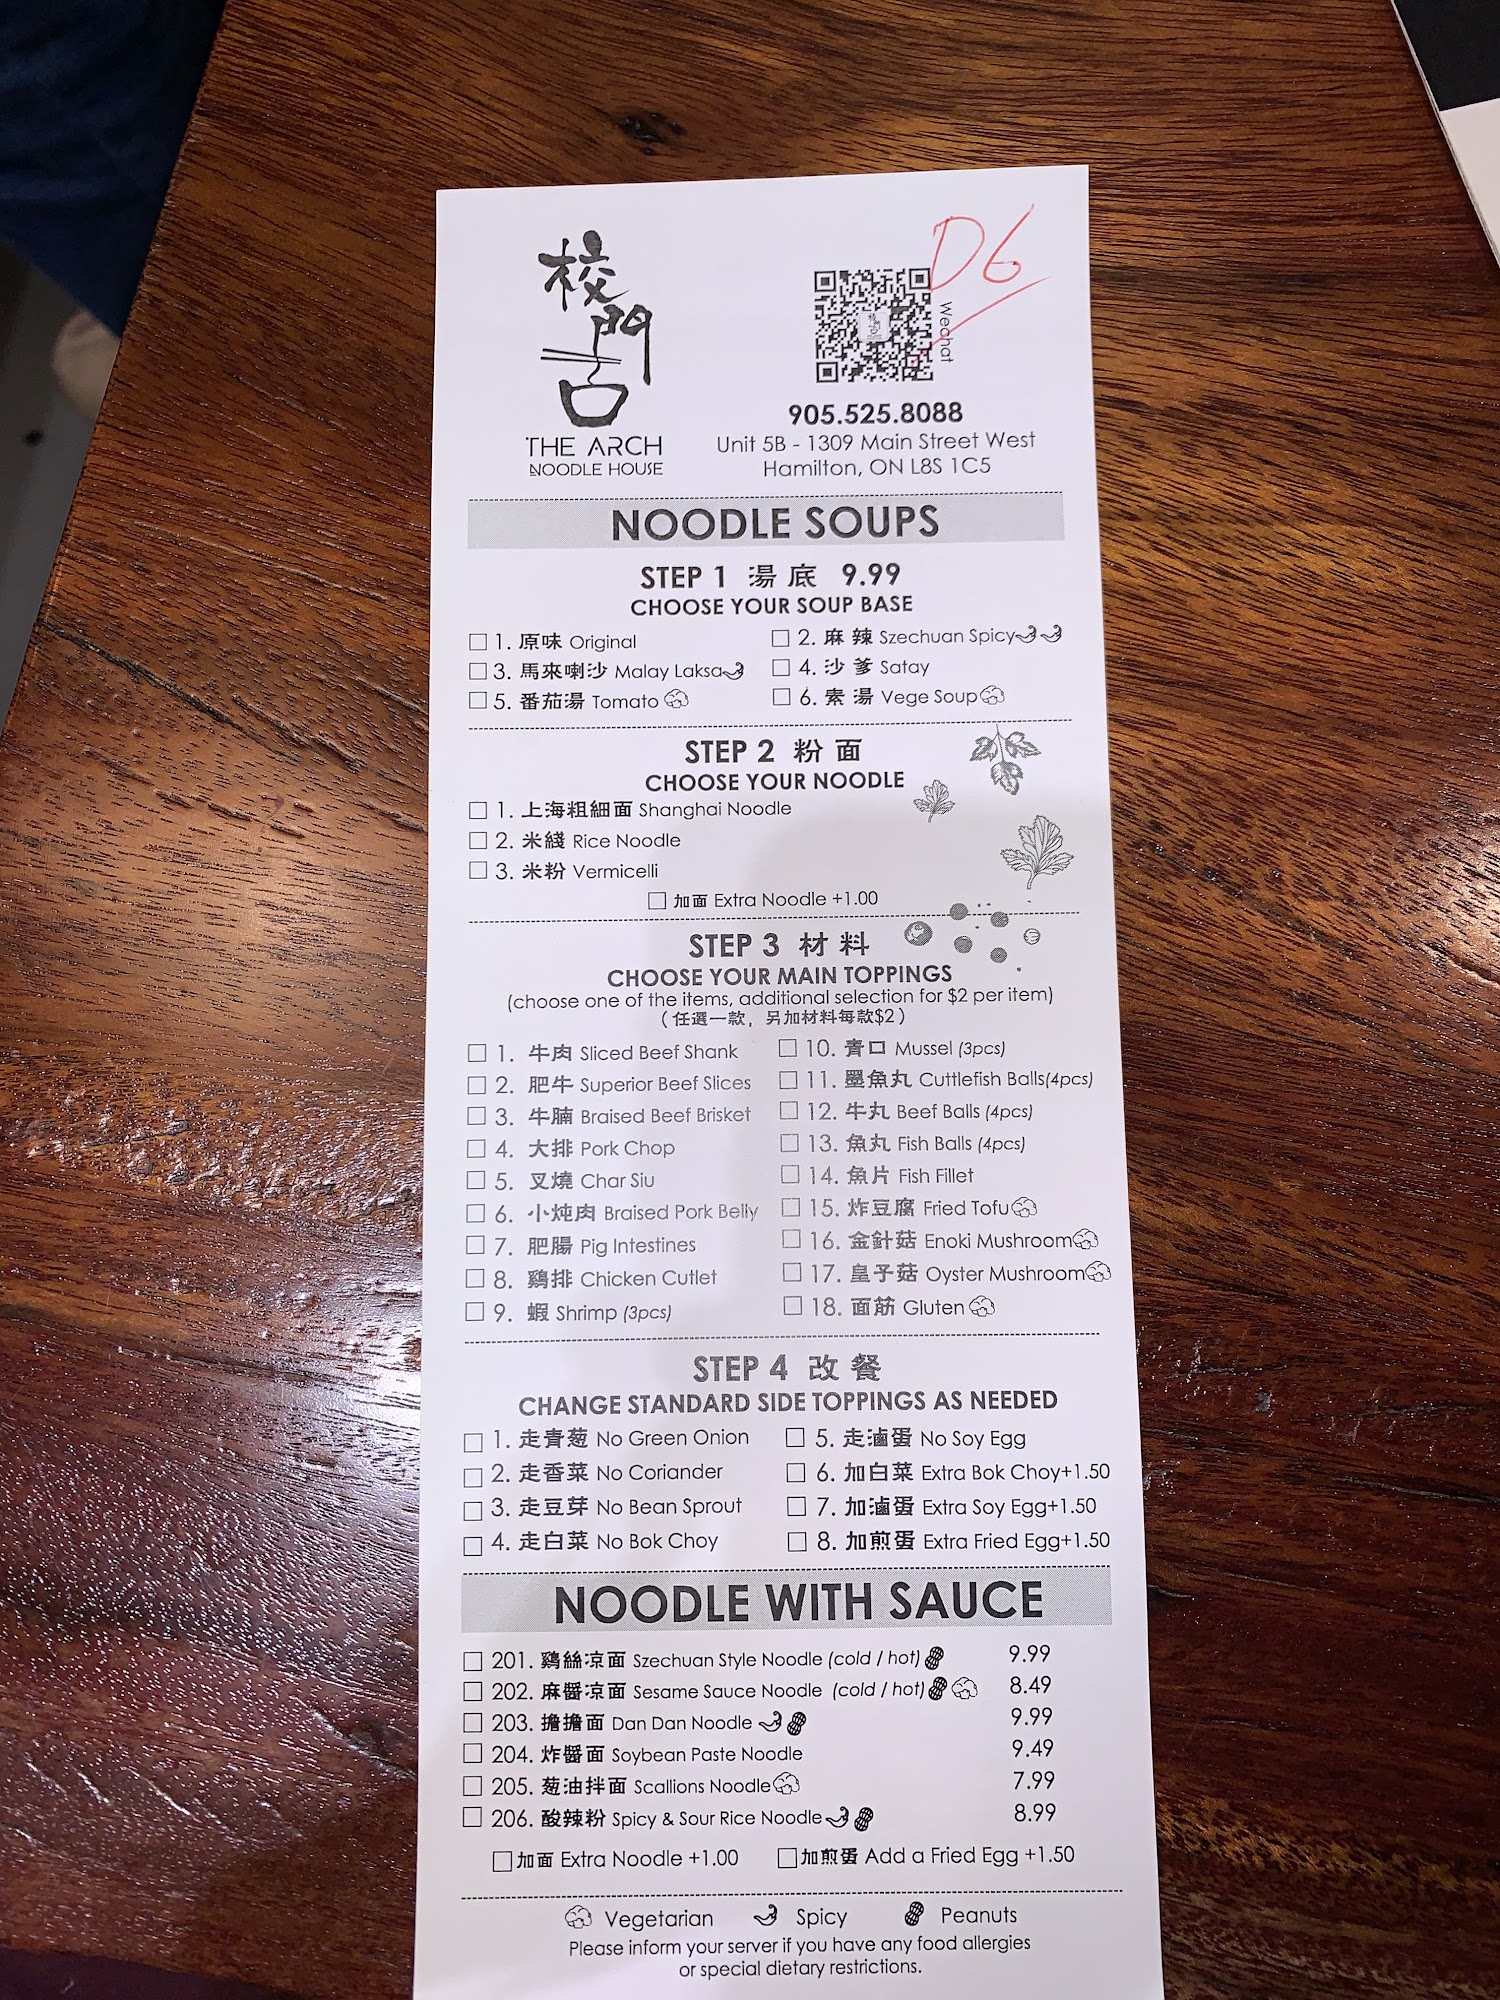 校門口
THE ARCH
NOODLE HOUSE
D6
Wechat
905.525.8088
Unit 5B - 1309 Main Street West
Hamilton, ON L8S 1C5
NOODLE SOUPS
STEP 1 湯底 9.99
CHOOSE YOUR SOUP BASE
1. 原味 Original
2. 麻辣 Szechuan Spicy
3. 馬來喇沙 Malay Laksa
4. 沙爹 Satay
5. 番茄湯 Tomato
6. 素湯 Vege Soup
STEP 2 粉面
CHOOSE YOUR NOODLE
1. 上海粗細面 Shanghai Noodle
2. 米綫 Rice Noodle
3. 米粉 Vermicelli
加面 Extra Noodle +1.00
STEP 3 材料
CHOOSE YOUR MAIN TOPPINGS
(choose one of the items, additional selection for $2 per item)
(任選一款，另加材料每款$2)
1. 牛肉 Sliced Beef Shank
2. 肥牛 Superior Beef Slices
3. 牛腩 Braised Beef Brisket
4. 大排 Pork Chop
5. 叉燒 Char Siu
6. 小炖肉 Braised Pork Belly
7. 肥腸 Pig Intestines
8. 鷄排 Chicken Cutlet
9. 蝦 Shrimp (3pcs)
10. 青口 Mussel (3pcs)
11. 墨魚丸 Cuttlefish Balls(4pcs)
12. 牛丸 Beef Balls (4pcs)
13. 魚丸 Fish Balls (4pcs)
14. 魚片 Fish Fillet
15. 炸豆腐 Fried Tofu
16. 金針菇 Enoki Mushroom
17. 皇子菇 Oyster Mushroom
18. 面筋 Gluten
STEP 4 改餐
CHANGE STANDARD SIDE TOPPINGS AS NEEDED
1. 走青葱 No Green Onion
2. 走香菜 No Coriander
3. 走豆芽 No Bean Sprout
4. 走白菜 No Bok Choy
5. 走滷蛋 No Soy Egg
6. 加白菜 Extra Bok Choy+1.50
7. 加滷蛋 Extra Soy Egg+1.50
8. 加煎蛋 Extra Fried Egg+1.50
NOODLE WITH SAUCE
201. 鷄絲凉面 Szechuan Style Noodle (cold / hot) 9.99
202. 麻醬凉面 Sesame Sauce Noodle (cold / hot) 8.49
203. 擔擔面 Dan Dan Noodle 9.99
204. 炸醬面 Soybean Paste Noodle 9.49
205. 葱油拌面 Scallions Noodle 7.99
206. 酸辣粉 Spicy & Sour Rice Noodle 8.99
加面 Extra Noodle +1.00
加煎蛋 Add a Fried Egg +1.50
Vegetarian Spicy Peanuts
Please inform your server if you have any food allergies
or special dietary restrictions.